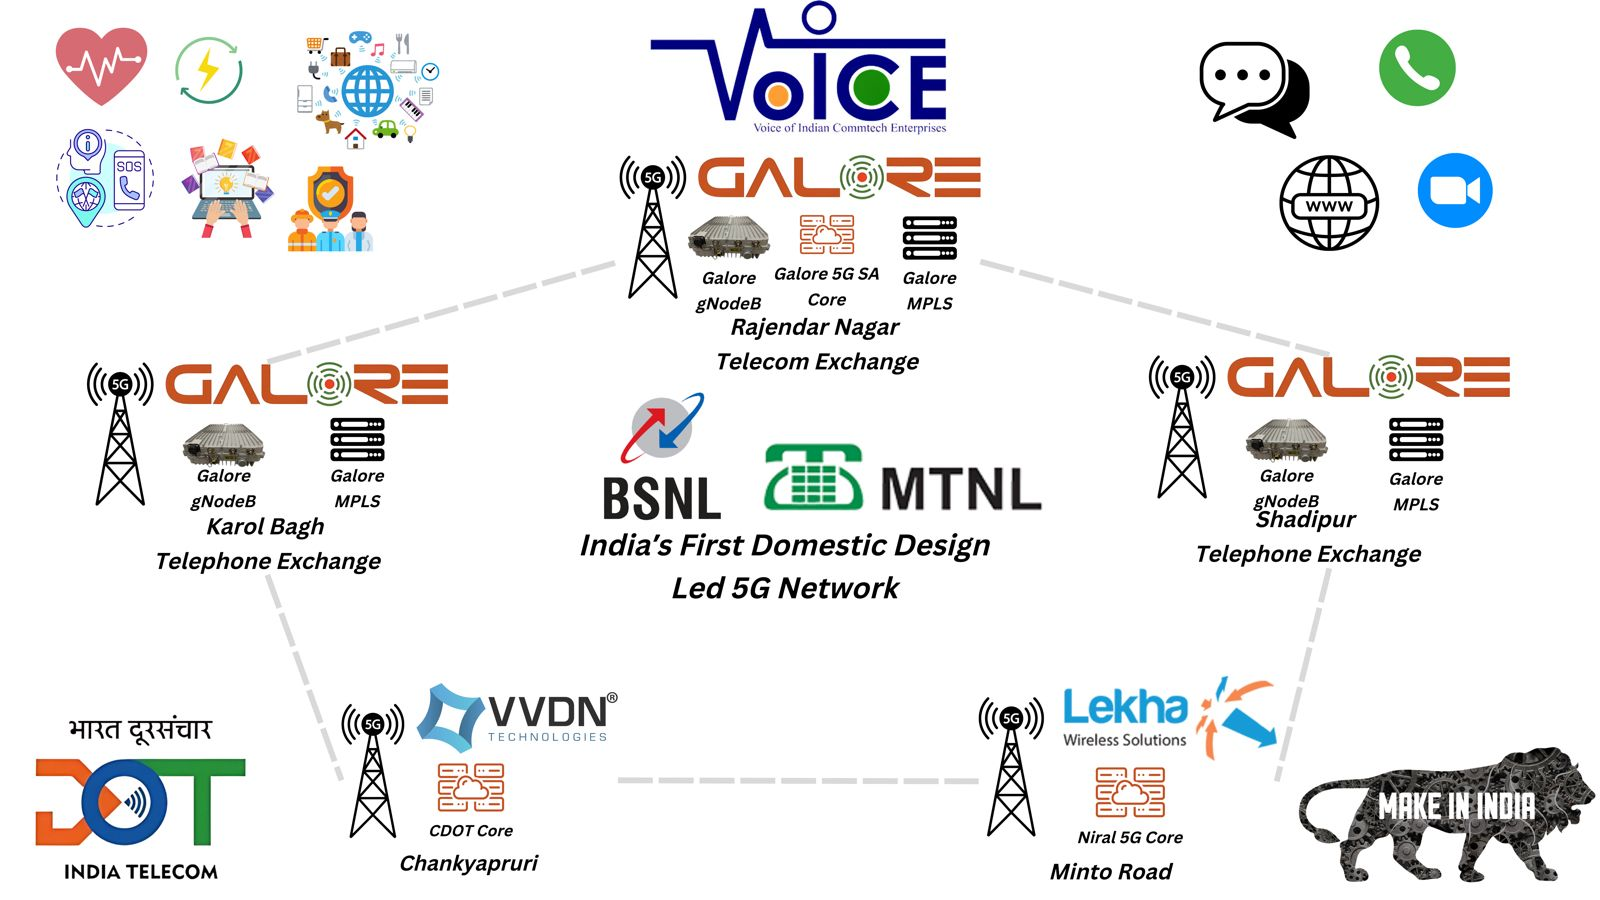 VoICE
Voice of Indian Commtech Enterprises
SOS
WWW
5G
GALORE
Galore
gNodeB
Galore 5G SA
Core
Galore
MPLS
Rajendar Nagar
Telecom Exchange
5G
GALORE
Galore
gNodeB
Galore
MPLS
Karol Bagh
Telephone Exchange
BSNL
MTNL
India's First Domestic Design
Led 5G Network
5G
GALORE
Galore
gNodeB
Galore
MPLS
Shadipur
Telephone Exchange
भारत दूरसंचार
DOT
INDIA TELECOM
5G
VVDN®
TECHNOLOGIES
CDOT Core
Chankyapruri
5G
Lekha
Wireless Solutions
Niral 5G Core
Minto Road
MAKE IN INDIA